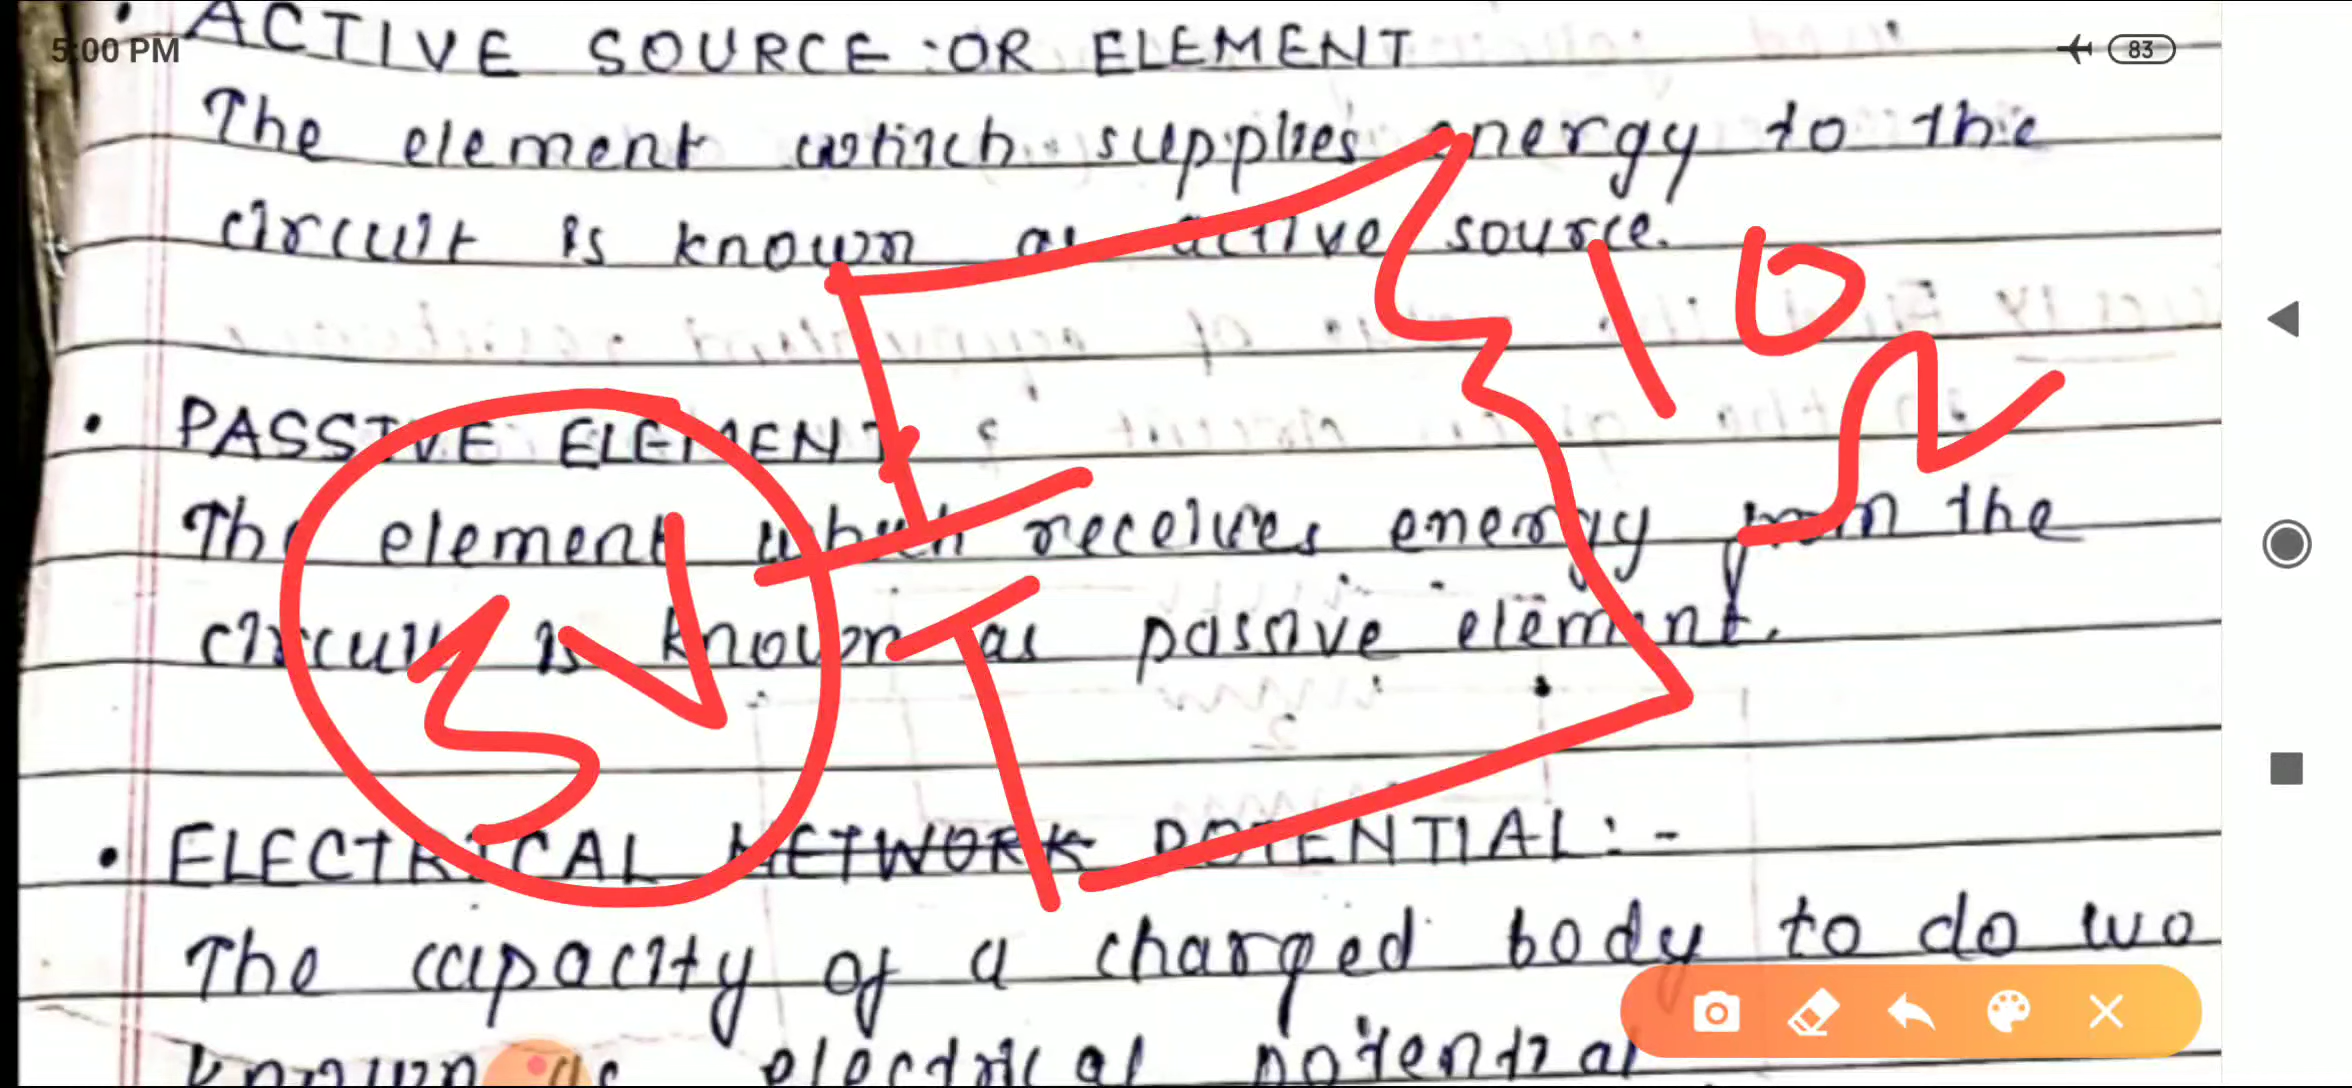 5:00 PM
83
• ACTIVE SOURCE OR ELEMENT
The element which supplies energy to the
circuit is known as active source.
10 Ω
• PASSIVE ELEMENT
The element which receives energy from the
circuit is known as passive element.
5V
• ELECTRICAL NETWORK POTENTIAL:-
The capacity of a charged body to do wo
known as electrical potential